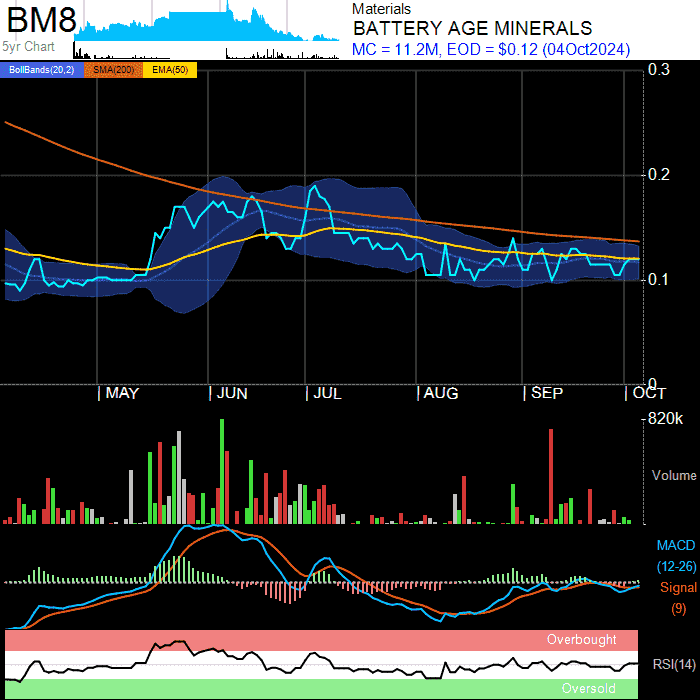 BM8
5yr Chart
Materials
BATTERY AGE MINERALS
MC = 11.2M, EOD = $0.12 (04Oct2024)
BollBands(20,2) SMA(200) EMA(50)
0.3
0.2
0.1
0
MAY JUN JUL AUG SEP OCT
820k
Volume
MACD
(12-26)
Signal
(9)
Overbought
RSI(14)
Oversold